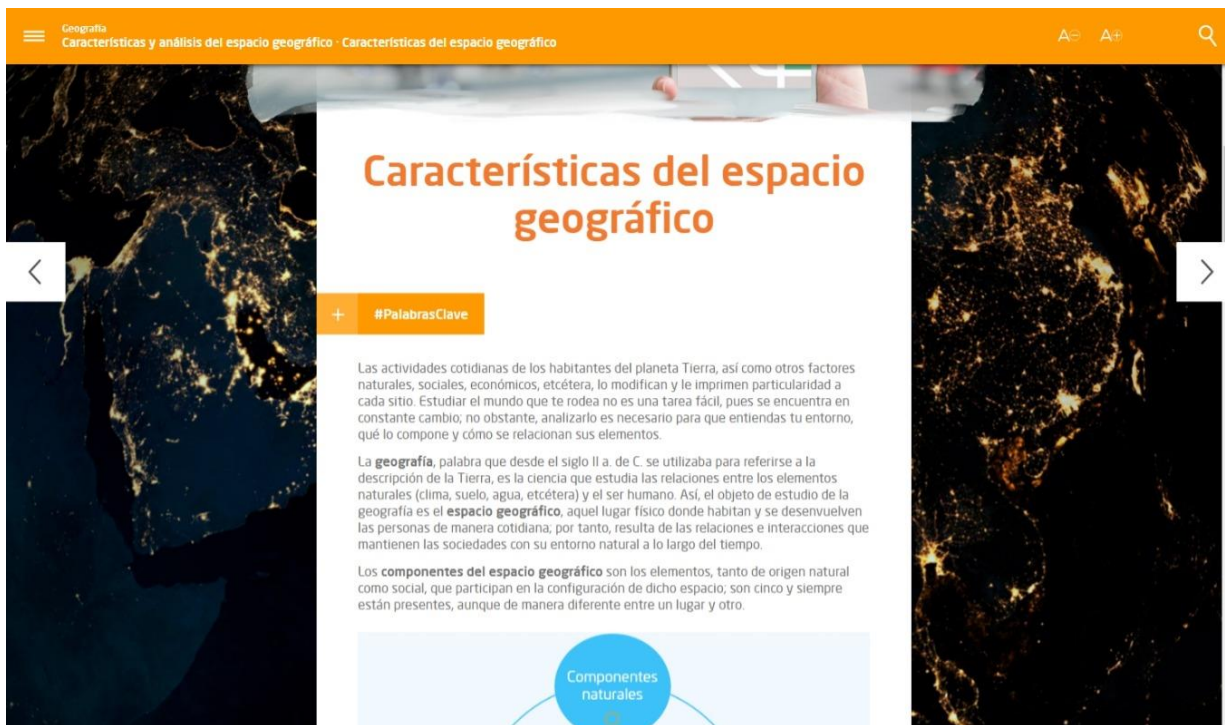 Geografía
Características y análisis del espacio geográfico · Características del espacio geográfico
A⊖ A⊕
Características del espacio
geográfico
+ #PalabrasClave
Las actividades cotidianas de los habitantes del planeta Tierra, así como otros factores
naturales, sociales, económicos, etcétera, lo modifican y le imprimen particularidad a
cada sitio. Estudiar el mundo que te rodea no es una tarea fácil, pues se encuentra en
constante cambio; no obstante, analizarlo es necesario para que entiendas tu entorno,
qué lo compone y cómo se relacionan sus elementos.
La geografía, palabra que desde el siglo II a. de C. se utilizaba para referirse a la
descripción de la Tierra, es la ciencia que estudia las relaciones entre los elementos
naturales (clima, suelo, agua, etcétera) y el ser humano. Así, el objeto de estudio de la
geografía es el espacio geográfico, aquel lugar físico donde habitan y se desenvuelven
las personas de manera cotidiana; por tanto, resulta de las relaciones e interacciones que
mantienen las sociedades con su entorno natural a lo largo del tiempo.
Los componentes del espacio geográfico son los elementos, tanto de origen natural
como social, que participan en la configuración de dicho espacio; son cinco y siempre
están presentes, aunque de manera diferente entre un lugar y otro.
Componentes
naturales